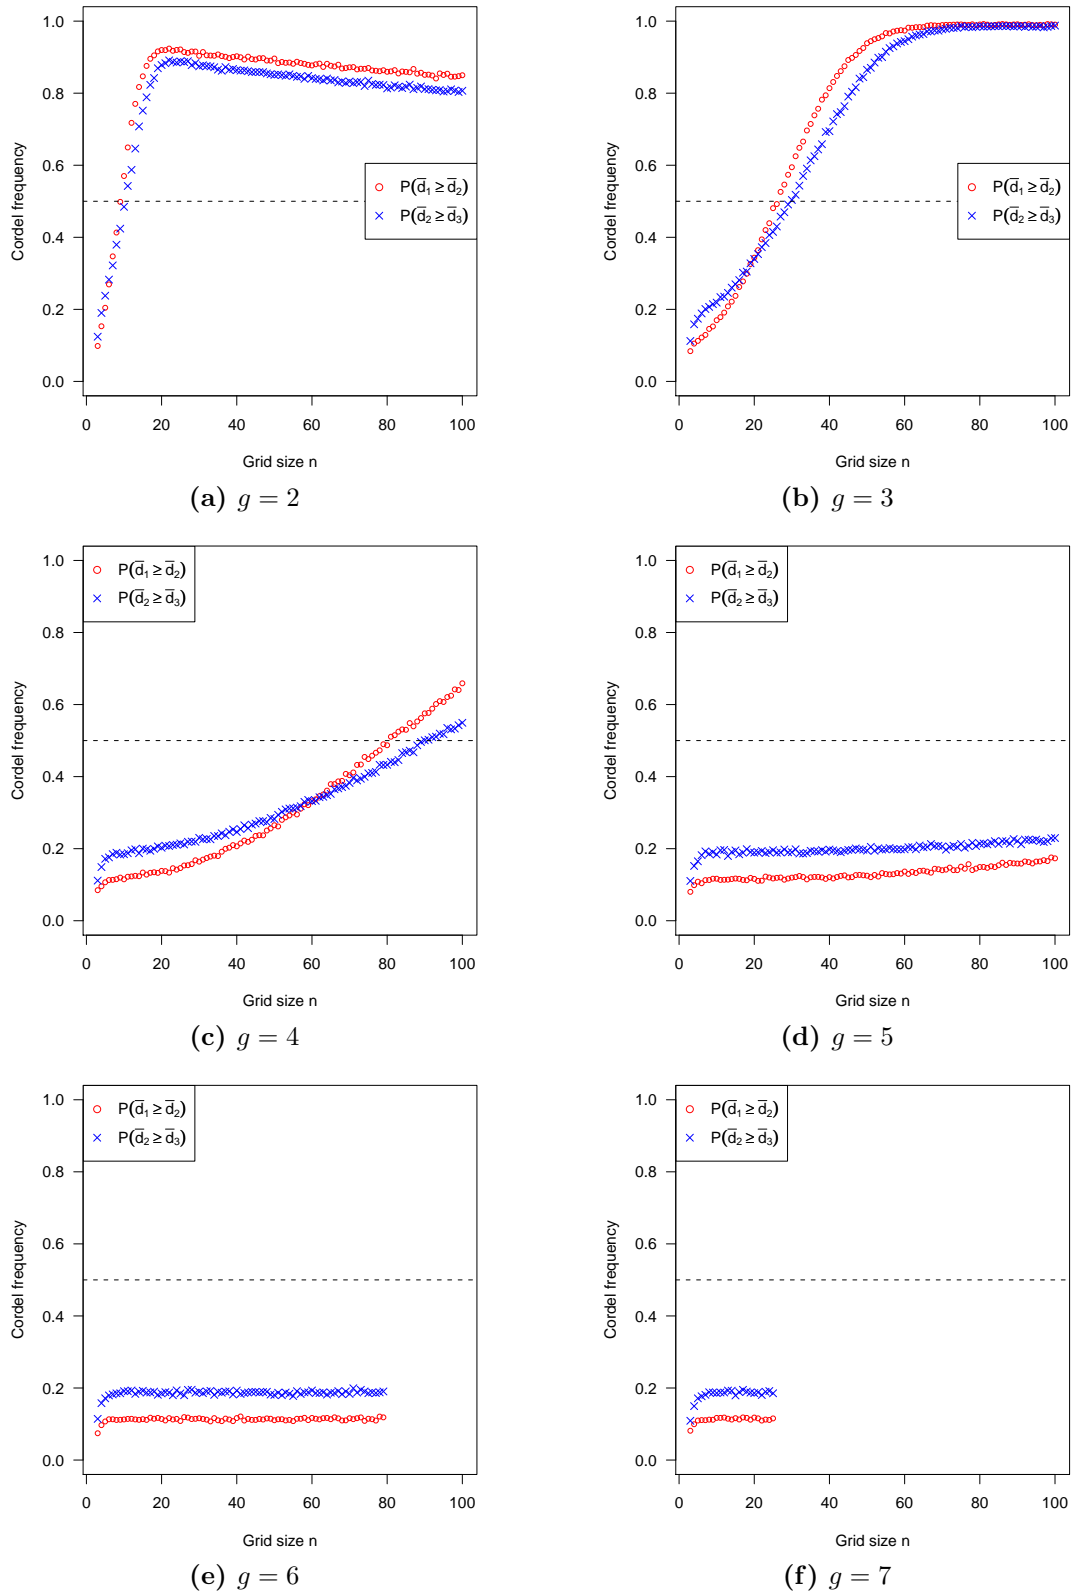 1.0
0.8
0.6
0.4
0.2
0.0
Cordel frequency
P(d̅₁ ≥ d̅₂)
P(d̅₂ ≥ d̅₃)
0 20 40 60 80 100
Grid size n
(a) g = 2
1.0
0.8
0.6
0.4
0.2
0.0
Cordel frequency
P(d̅₁ ≥ d̅₂)
P(d̅₂ ≥ d̅₃)
0 20 40 60 80 100
Grid size n
(b) g = 3
1.0
0.8
0.6
0.4
0.2
0.0
Cordel frequency
P(d̅₁ ≥ d̅₂)
P(d̅₂ ≥ d̅₃)
0 20 40 60 80 100
Grid size n
(c) g = 4
1.0
0.8
0.6
0.4
0.2
0.0
Cordel frequency
P(d̅₁ ≥ d̅₂)
P(d̅₂ ≥ d̅₃)
0 20 40 60 80 100
Grid size n
(d) g = 5
1.0
0.8
0.6
0.4
0.2
0.0
Cordel frequency
P(d̅₁ ≥ d̅₂)
P(d̅₂ ≥ d̅₃)
0 20 40 60 80 100
Grid size n
(e) g = 6
1.0
0.8
0.6
0.4
0.2
0.0
Cordel frequency
P(d̅₁ ≥ d̅₂)
P(d̅₂ ≥ d̅₃)
0 20 40 60 80 100
Grid size n
(f) g = 7